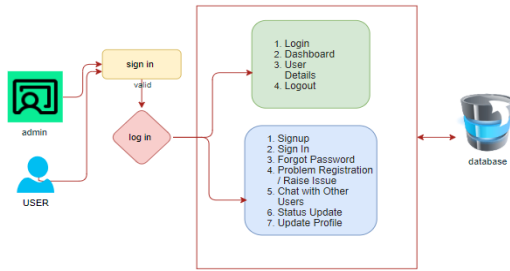 sign in
valid
admin
log in
USER
1. Login
2. Dashboard
3. User
Details
4. Logout
1. Signup
2. Sign In
3. Forgot Password
4. Problem Registration
/ Raise Issue
5. Chat with Other
Users
6. Status Update
7. Update Profile
database